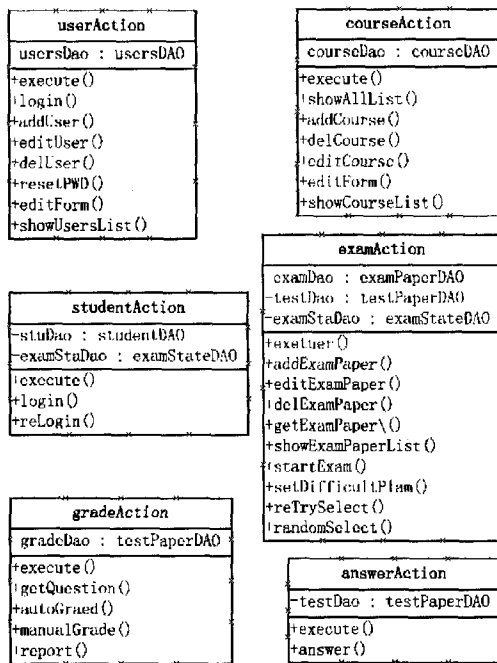 userAction
usersDao : usersDAO
+execute()
+login()
+addUser()
+editUser()
+delUser()
+resetPWD()
+editForm()
+showUsersList()
courseAction
courseDao : courseDAO
+execute()
+showAllList()
+addCourse()
+delCourse()
+editCourse()
+editForm()
+showCourseList()
studentAction
-stuDao : studentDAO
-examStaDao : examStateDAO
+execute()
+login()
+reLogin()
examAction
examDao : examPaperDAO
-testDao : testPaperDAO
-examStaDao : examStateDAO
+exetuer()
+addExamPaper()
+editExamPaper()
+delExamPaper()
+getExamPaper\()
+showExamPaperList()
+startExam()
+setDifficultPlam()
+reTrySelect()
+randomSelect()
gradeAction
gradeDao : testPaperDAO
+execute()
+getQuestion()
+autoGraed()
+manualGrade()
+report()
answerAction
-testDao : testPaperDAO
+execute()
+answer()